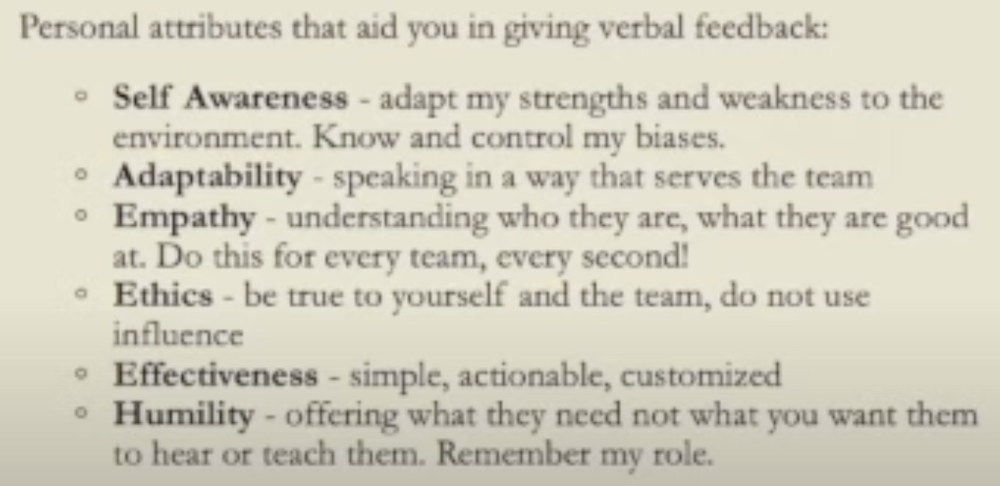 Personal attributes that aid you in giving verbal feedback:
◦ Self Awareness - adapt my strengths and weakness to the
environment. Know and control my biases.
◦ Adaptability - speaking in a way that serves the team
◦ Empathy - understanding who they are, what they are good
at. Do this for every team, every second!
◦ Ethics - be true to yourself and the team, do not use
influence
◦ Effectiveness - simple, actionable, customized
◦ Humility - offering what they need not what you want them
to hear or teach them. Remember my role.